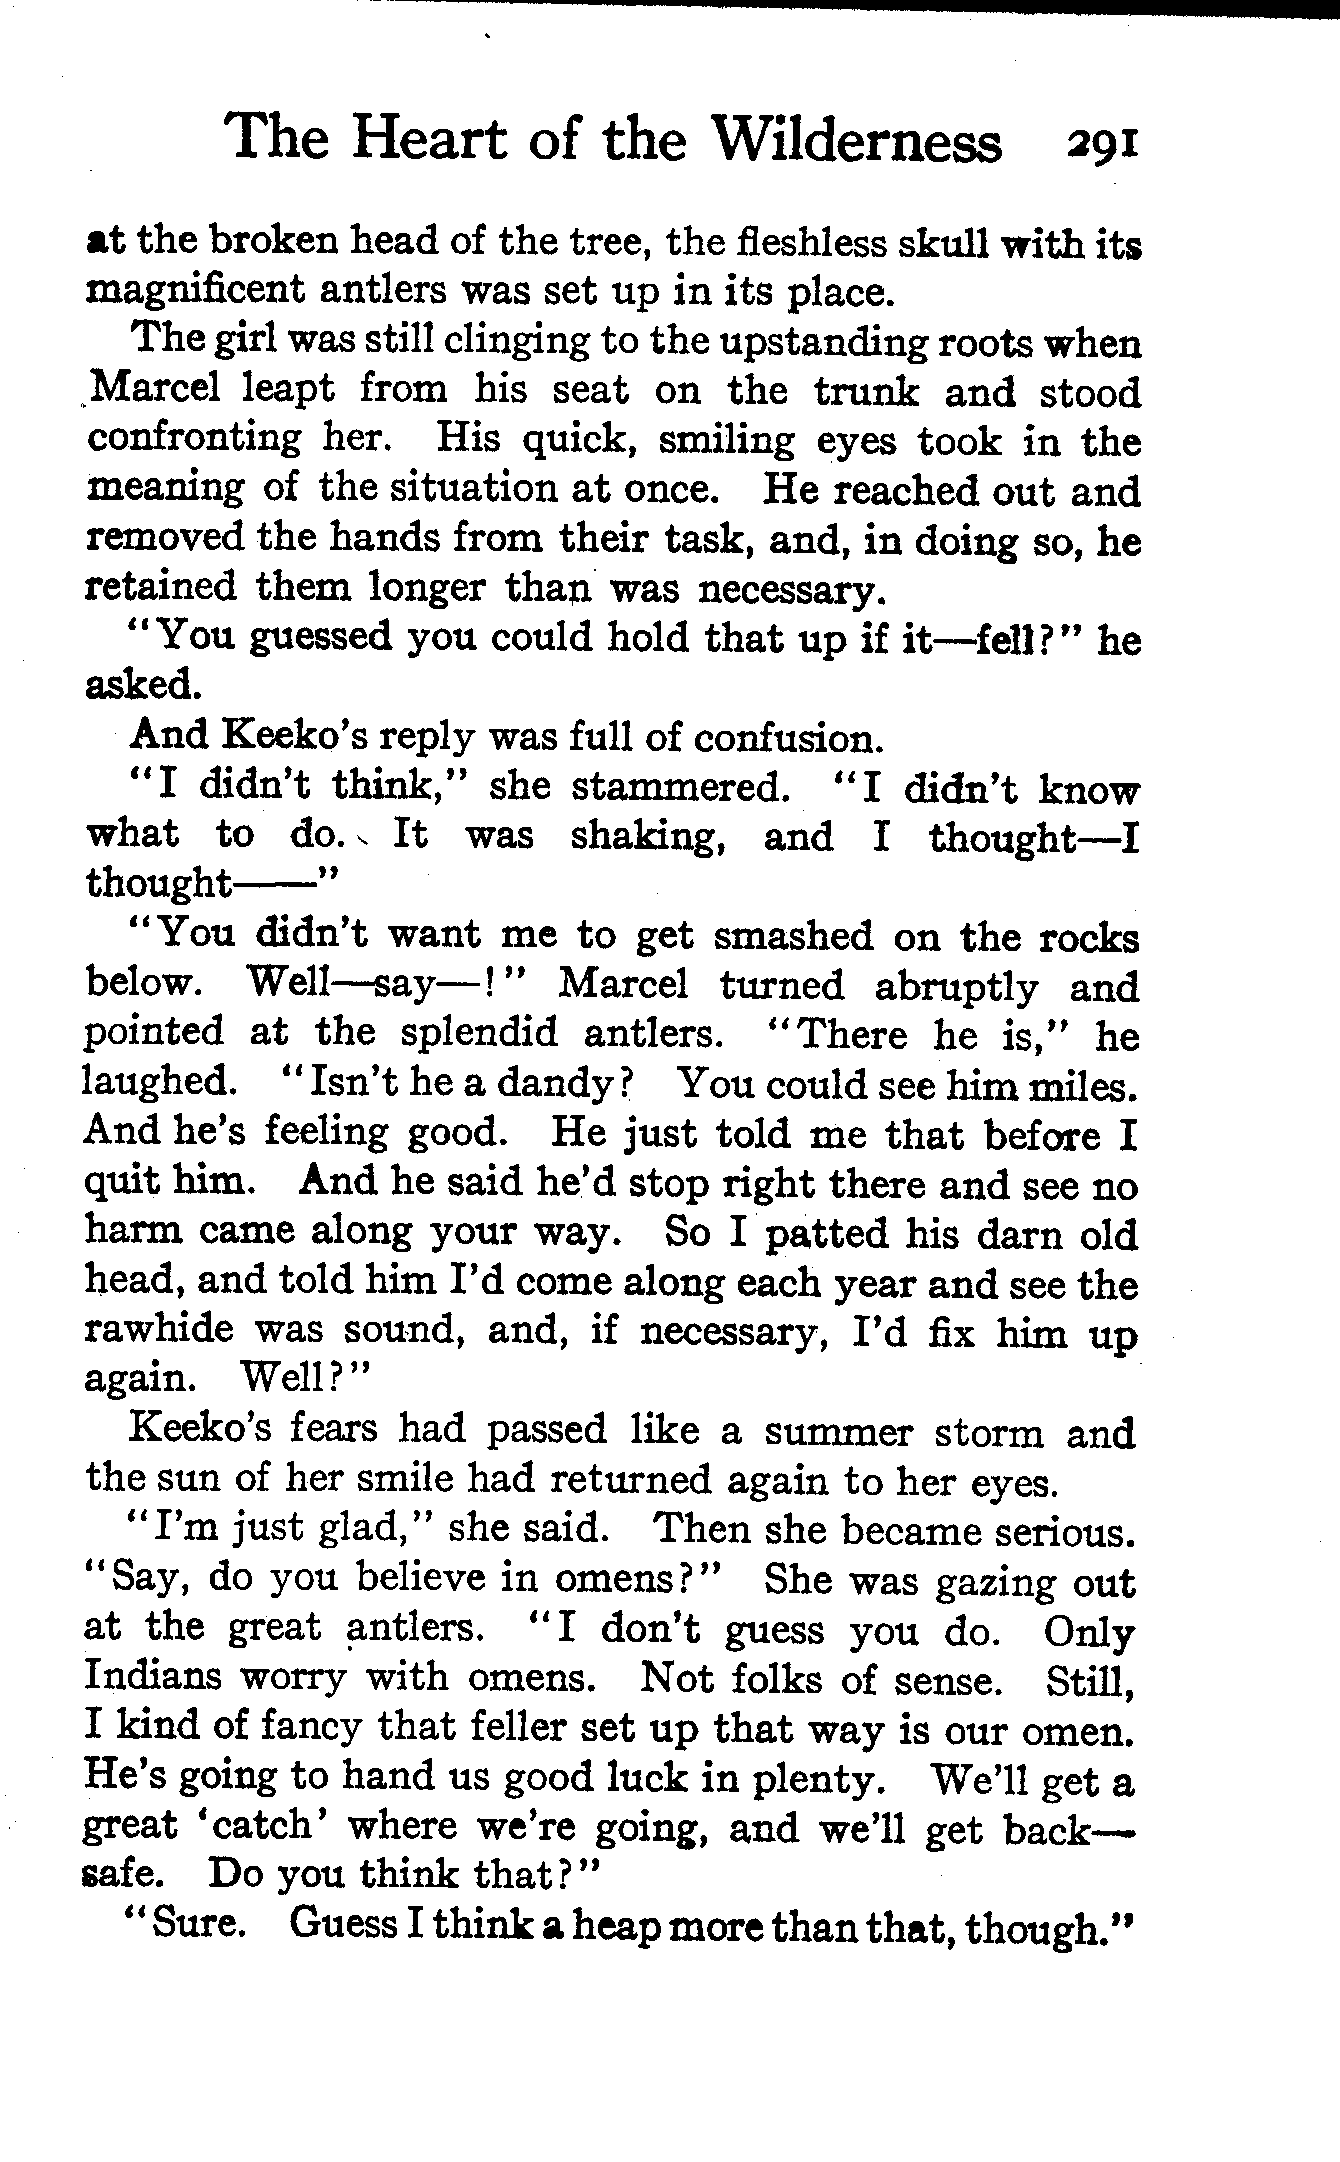 The Heart of the Wilderness 291
at the broken head of the tree, the fleshless skull with its
magnificent antlers was set up in its place.
The girl was still clinging to the upstanding roots when
Marcel leapt from his seat on the trunk and stood
confronting her. His quick, smiling eyes took in the
meaning of the situation at once. He reached out and
removed the hands from their task, and, in doing so, he
retained them longer than was necessary.
"You guessed you could hold that up if it—fell?" he
asked.
And Keeko's reply was full of confusion.
"I didn't think," she stammered. "I didn't know
what to do. It was shaking, and I thought—I
thought——"
"You didn't want me to get smashed on the rocks
below. Well—say—!" Marcel turned abruptly and
pointed at the splendid antlers. "There he is," he
laughed. "Isn't he a dandy? You could see him miles.
And he's feeling good. He just told me that before I
quit him. And he said he'd stop right there and see no
harm came along your way. So I patted his darn old
head, and told him I'd come along each year and see the
rawhide was sound, and, if necessary, I'd fix him up
again. Well?"
Keeko's fears had passed like a summer storm and
the sun of her smile had returned again to her eyes.
"I'm just glad," she said. Then she became serious.
"Say, do you believe in omens?" She was gazing out
at the great antlers. "I don't guess you do. Only
Indians worry with omens. Not folks of sense. Still,
I kind of fancy that feller set up that way is our omen.
He's going to hand us good luck in plenty. We'll get a
great 'catch' where we're going, and we'll get back—
safe. Do you think that?"
"Sure. Guess I think a heap more than that, though."